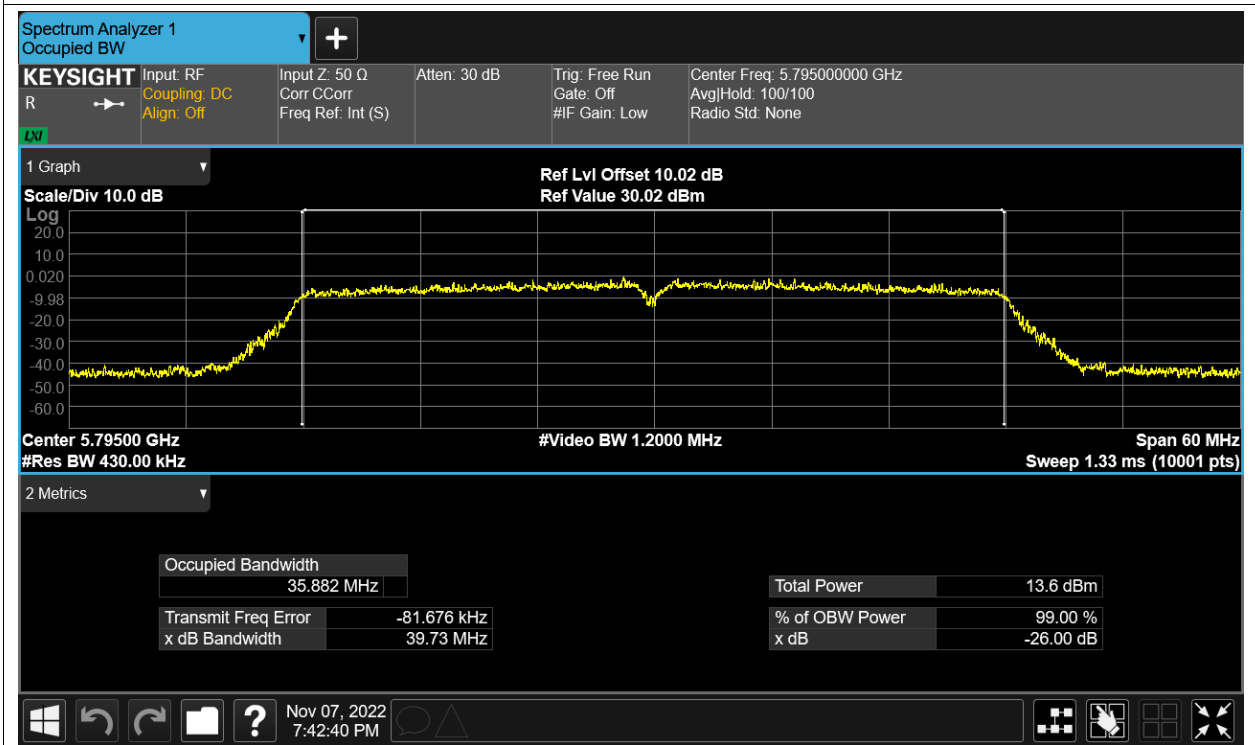 Spectrum Analyzer 1
Occupied BW
KEYSIGHT
R
LXI
Input: RF
Coupling: DC
Align: Off
Input Z: 50 Ω
Corr CCorr
Freq Ref: Int (S)
Atten: 30 dB
Trig: Free Run
Gate: Off
#IF Gain: Low
Center Freq: 5.795000000 GHz
Avg|Hold: 100/100
Radio Std: None
1 Graph
Scale/Div 10.0 dB
Ref Lvl Offset 10.02 dB
Ref Value 30.02 dBm
Log
20.0
10.0
0.020
-9.98
-20.0
-30.0
-40.0
-50.0
-60.0
Center 5.79500 GHz
#Video BW 1.2000 MHz
Span 60 MHz
#Res BW 430.00 kHz
Sweep 1.33 ms (10001 pts)
2 Metrics
Occupied Bandwidth
35.882 MHz
Transmit Freq Error -81.676 kHz
x dB Bandwidth 39.73 MHz
Total Power 13.6 dBm
% of OBW Power 99.00 %
x dB -26.00 dB
?
Nov 07, 2022
7:42:40 PM